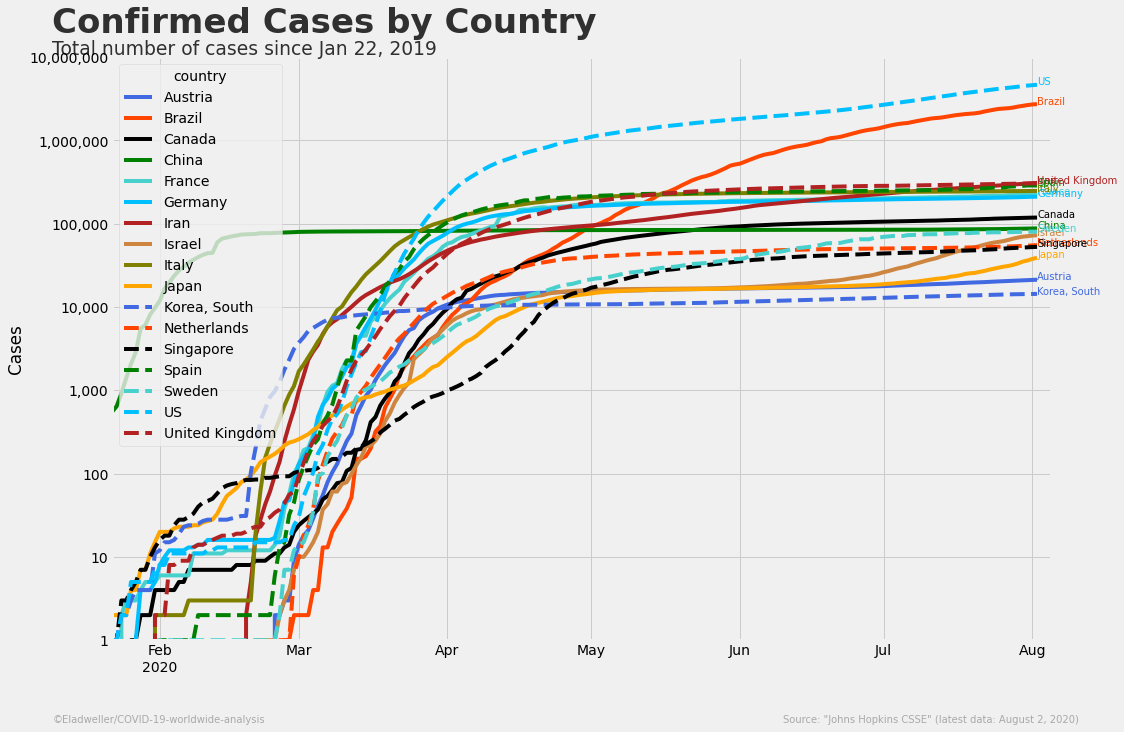 Confirmed Cases by Country
Total number of cases since Jan 22, 2019
10,000,000
1,000,000
100,000
10,000
1,000
100
10
1
Cases
country
Austria
Brazil
Canada
China
France
Germany
Iran
Israel
Italy
Japan
Korea, South
Netherlands
Singapore
Spain
Sweden
US
United Kingdom
US
Brazil
United Kingdom
Germany
Canada
China
Sweden
Israel
Netherlands
Singapore
Japan
Austria
Korea, South
Feb
2020
Mar
Apr
May
Jun
Jul
Aug
©Eladweller/COVID-19-worldwide-analysis
Source: "Johns Hopkins CSSE" (latest data: August 2, 2020)